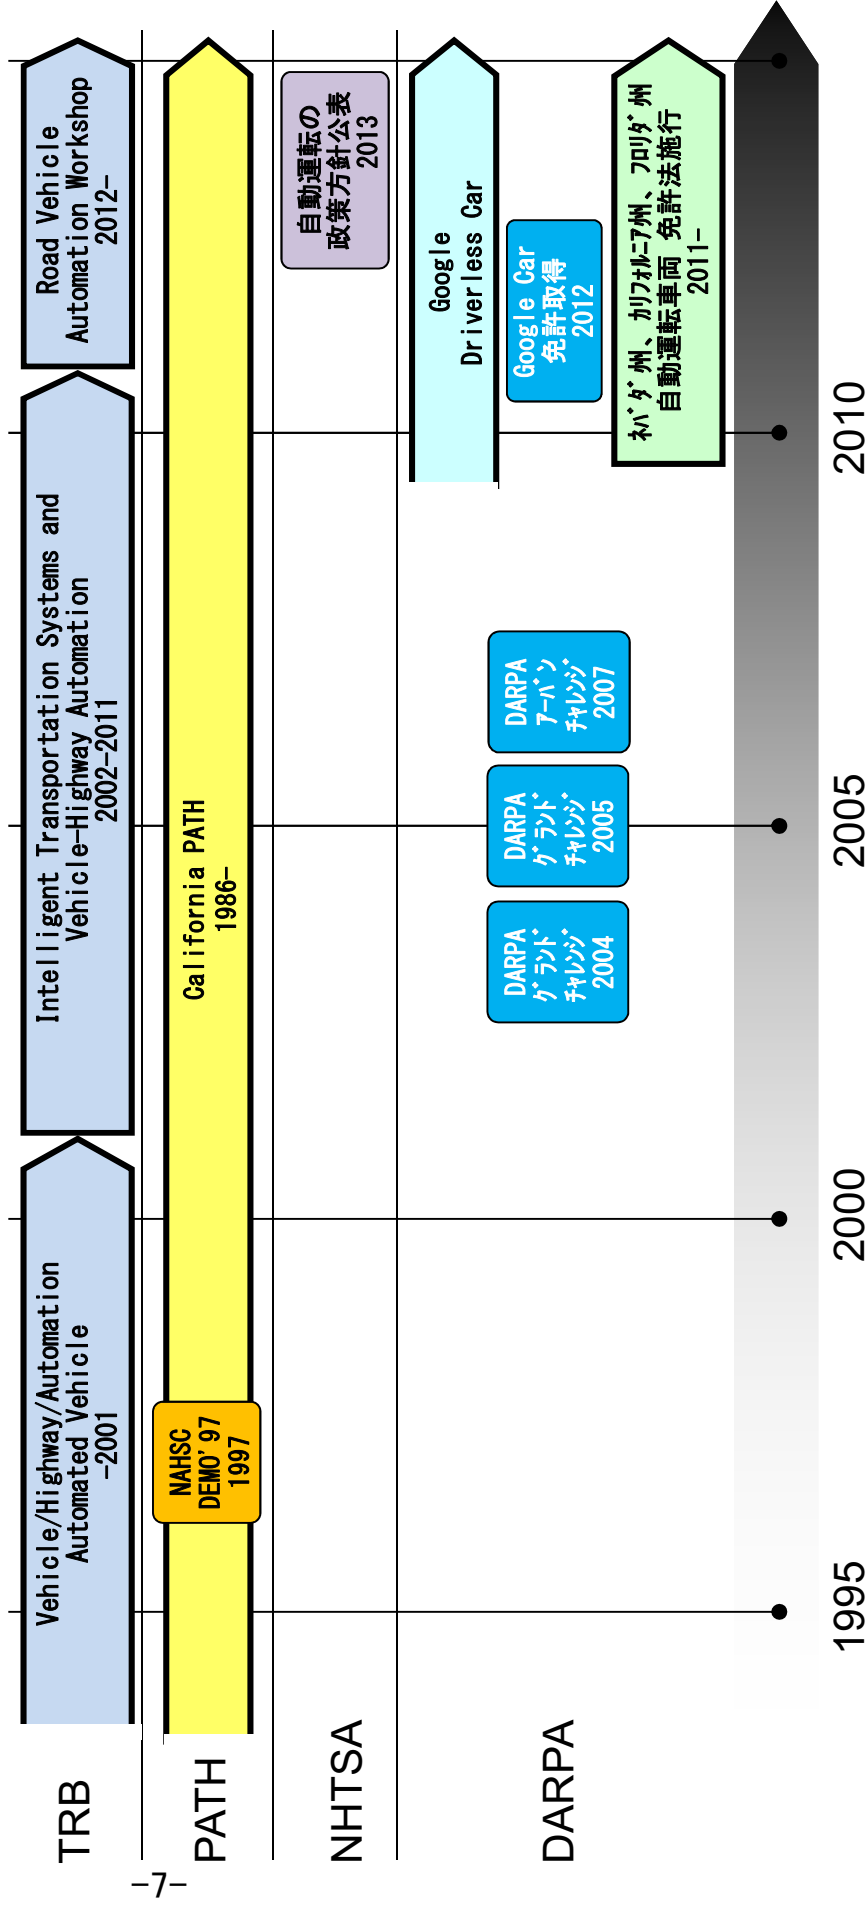 TRB
Vehicle/Highway/Automation
Automated Vehicle
-2001
Intelligent Transportation Systems and
Vehicle-Highway Automation
2002-2011
Road Vehicle
Automation Workshop
2012-
PATH
NAHSC
DEMO'97
1997
California PATH
1986-
NHTSA
自動運転の
政策方針公表
2013
DARPA
DARPA
グランド
チャレンジ
2004
DARPA
グランド
チャレンジ
2005
DARPA
アーバン
チャレンジ
2007
Google
Driverless Car
Google Car
免許取得
2012
ネバダ州、カリフォルニア州、フロリダ州
自動運転車両 免許法施行
2011-
1995
2000
2005
2010
-7-